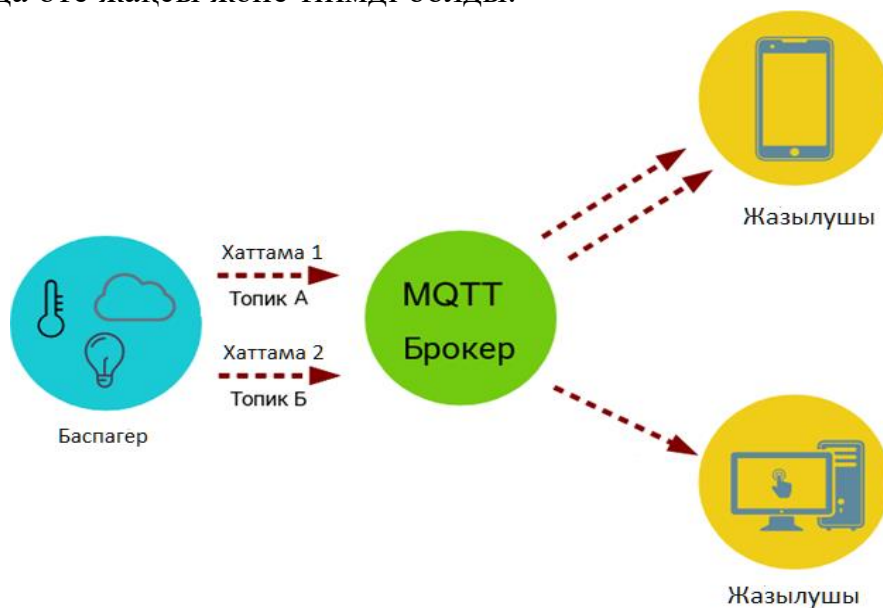 Жазылушы
Хаттама 1
Топик А
MQTT
Брокер
Хаттама 2
Топик Б
Баспагер
Жазылушы